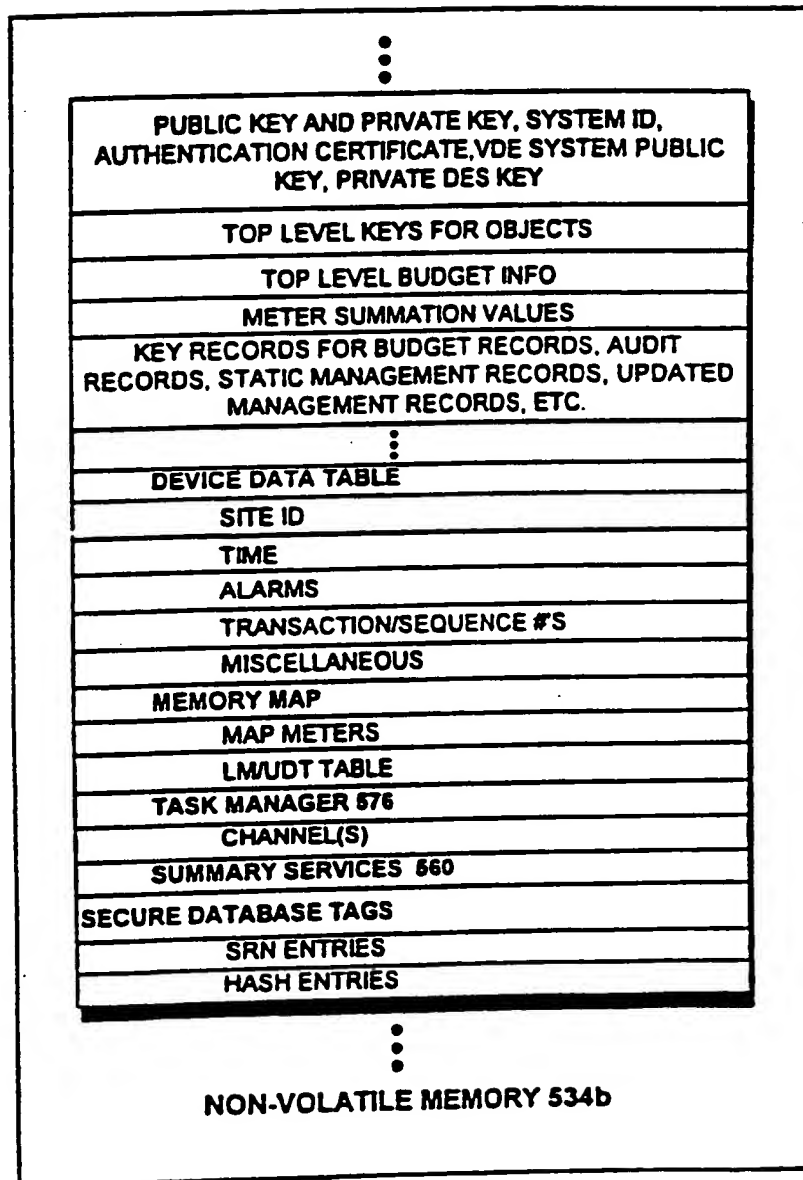 PUBLIC KEY AND PRIVATE KEY, SYSTEM ID,
AUTHENTICATION CERTIFICATE,VDE SYSTEM PUBLIC
KEY, PRIVATE DES KEY
TOP LEVEL KEYS FOR OBJECTS
TOP LEVEL BUDGET INFO
METER SUMMATION VALUES
KEY RECORDS FOR BUDGET RECORDS, AUDIT
RECORDS, STATIC MANAGEMENT RECORDS, UPDATED
MANAGEMENT RECORDS, ETC.
DEVICE DATA TABLE
SITE ID
TIME
ALARMS
TRANSACTION/SEQUENCE #'S
MISCELLANEOUS
MEMORY MAP
MAP METERS
LM/UDT TABLE
TASK MANAGER 576
CHANNEL(S)
SUMMARY SERVICES 560
SECURE DATABASE TAGS
SRN ENTRIES
HASH ENTRIES
NON-VOLATILE MEMORY 534b